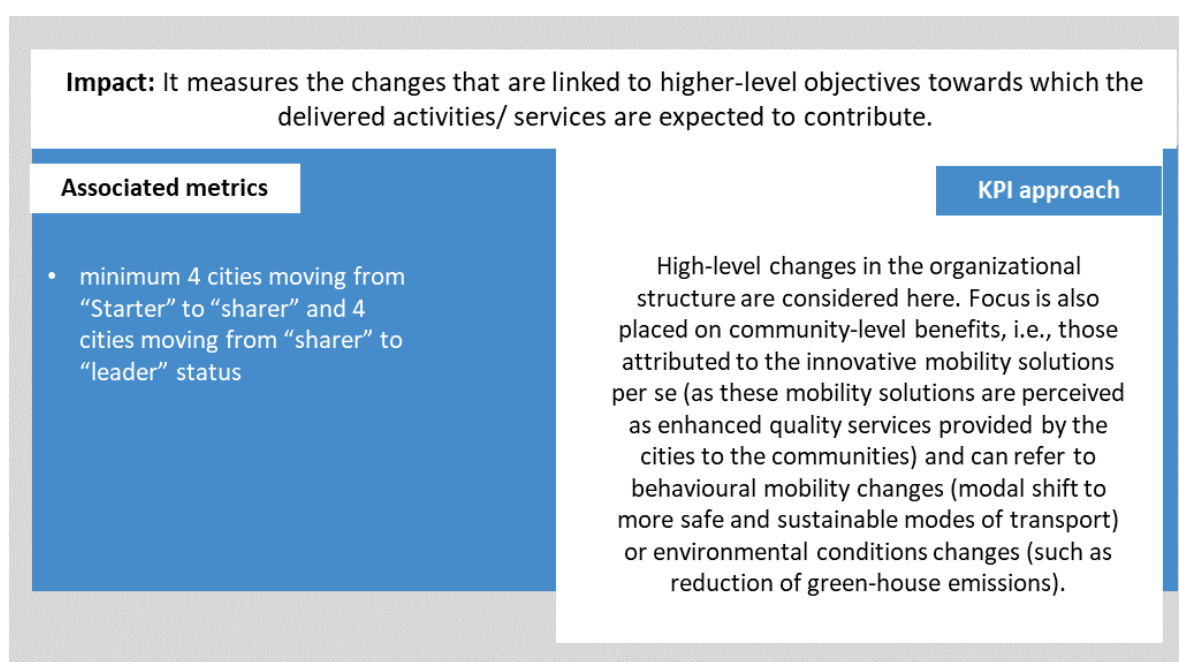 Impact: It measures the changes that are linked to higher-level objectives towards which the
delivered activities/ services are expected to contribute.
Associated metrics
• minimum 4 cities moving from
“Starter” to “sharer” and 4
cities moving from “sharer” to
“leader” status
KPI approach
High-level changes in the organizational
structure are considered here. Focus is also
placed on community-level benefits, i.e., those
attributed to the innovative mobility solutions
per se (as these mobility solutions are perceived
as enhanced quality services provided by the
cities to the communities) and can refer to
behavioural mobility changes (modal shift to
more safe and sustainable modes of transport)
or environmental conditions changes (such as
reduction of green-house emissions).